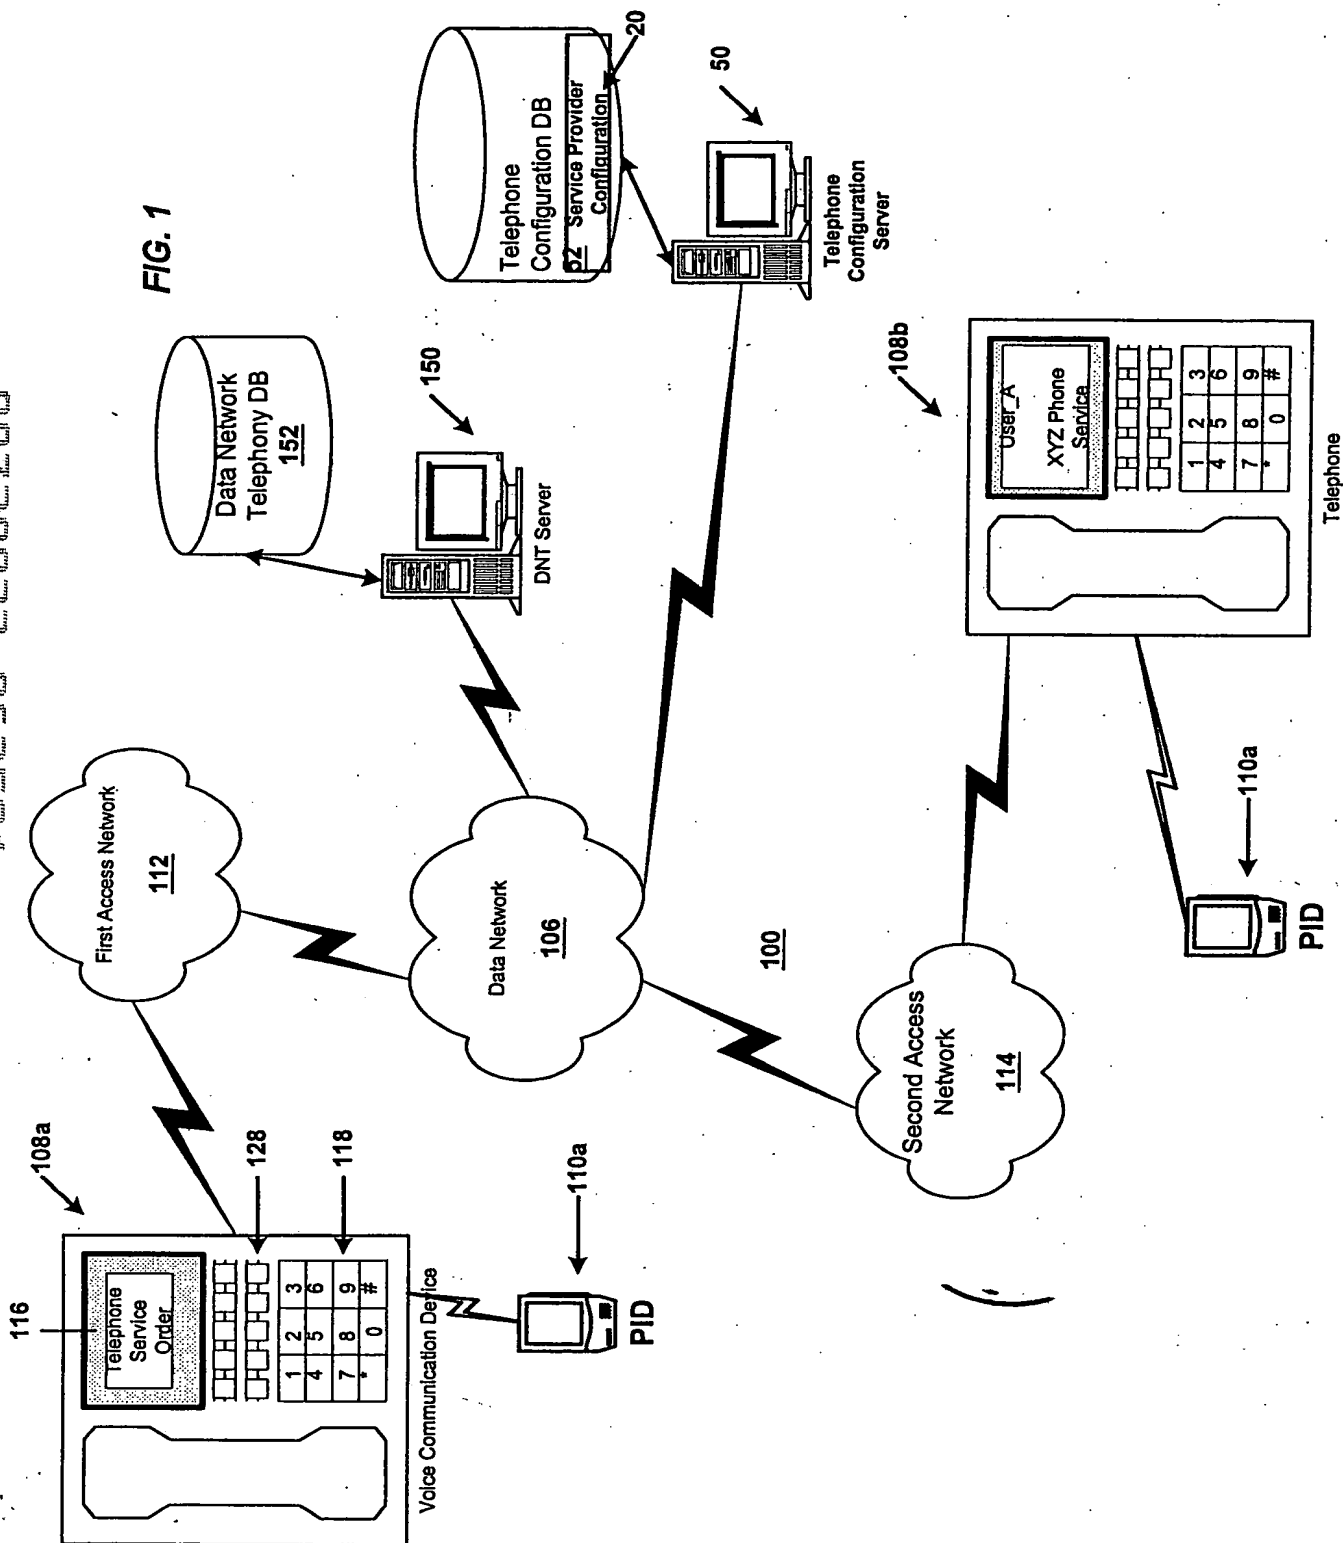 FIG. 1
116
Telephone
Service
Order
108a
128
118
1 2 3
4 5 6
7 8 9
* 0 #
Voice Communication Device
110a
PID
First Access Network
112
Data Network
106
100
Second Access
Network
114
Data Network
Telephony DB
152
150
DNT Server
Telephone
Configuration DB
52
Service Provider
Configuration
20
50
Telephone
Configuration
Server
108b
User_A
XYZ Phone
Service
1 2 3
4 5 6
7 8 9
* 0 #
Telephone
110a
PID